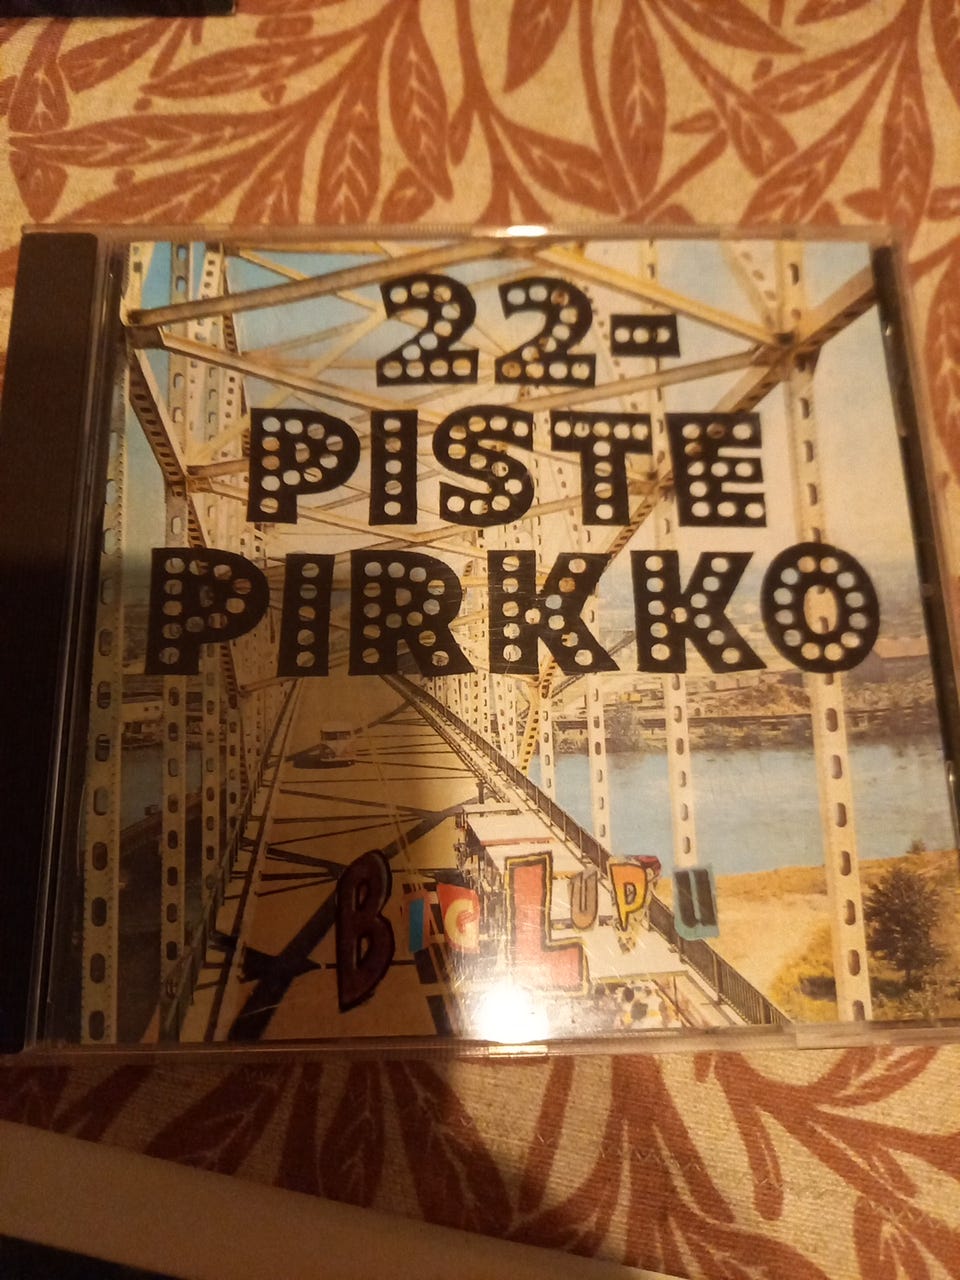 22-
PISTE
PIRKKO
BIG LUPU